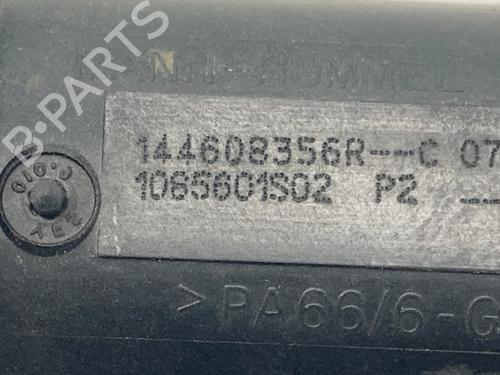 MANN+HUMMEL
144608356R--C 07
1065601S02 P2
>PA66/6-G
B-PARTS